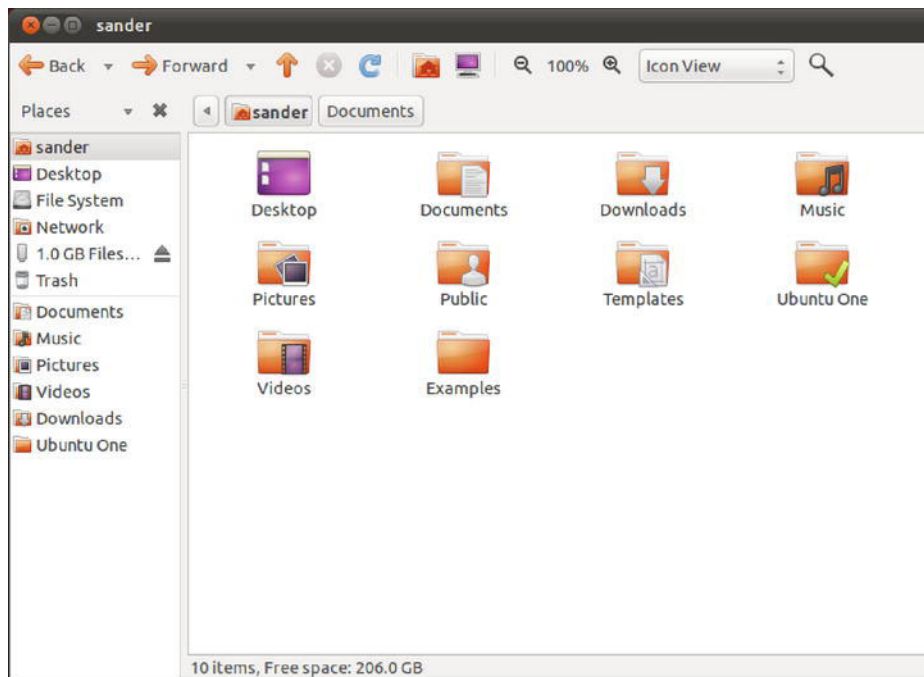 sander
Back Forward 100% Icon View
Places sander Documents
sander
Desktop
File System
Network
1.0 GB Files...
Trash
Documents
Music
Pictures
Videos
Downloads
Ubuntu One
Desktop Documents Downloads Music
Pictures Public Templates Ubuntu One
Videos Examples
10 items, Free space: 206.0 GB